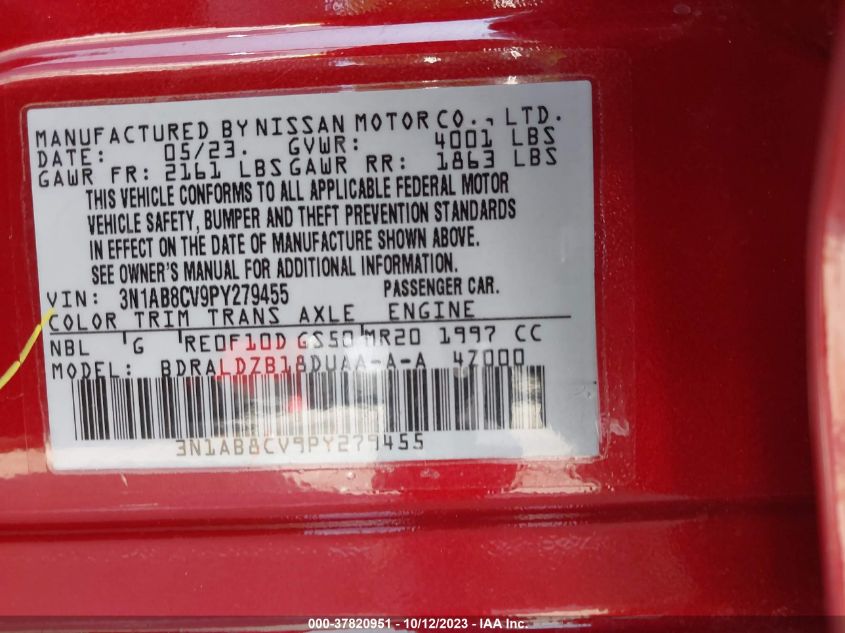 MANUFACTURED BY NISSAN MOTOR CO., LTD.
DATE: 05/23. GVWR: 4001 LBS
GAWR FR: 2161 LBS GAWR RR: 1863 LBS
THIS VEHICLE CONFORMS TO ALL APPLICABLE FEDERAL MOTOR
VEHICLE SAFETY, BUMPER AND THEFT PREVENTION STANDARDS
IN EFFECT ON THE DATE OF MANUFACTURE SHOWN ABOVE.
SEE OWNER'S MANUAL FOR ADDITIONAL INFORMATION.
VIN: 3N1AB8CV9PY279455 PASSENGER CAR.
COLOR TRIM TRANS AXLE ENGINE
NBL G RE0F10D GS50 MR20 1997 CC
MODEL: BDRALDZB18DUAA-A-A 4Z000
3N1AB8CV9PY279455
000-37820951 - 10/12/2023 - IAA Inc.